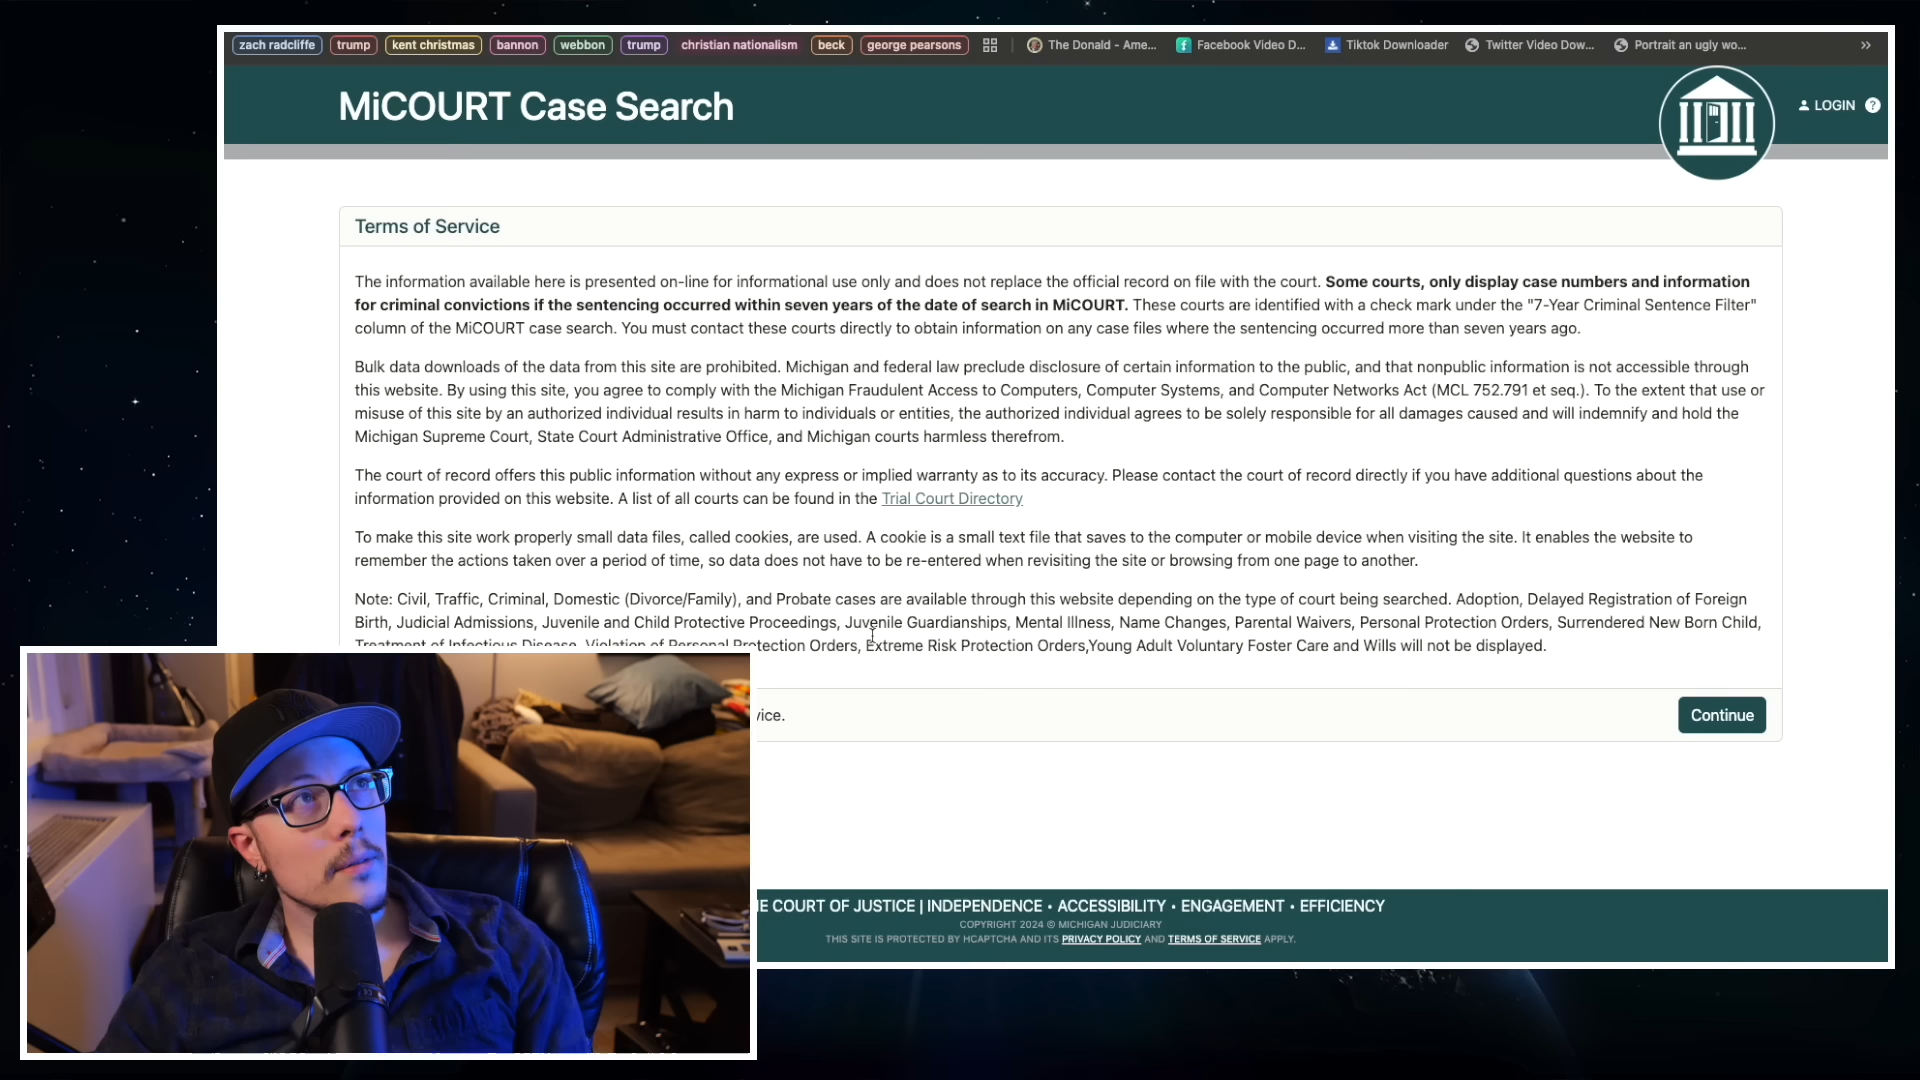 zach radcliffe trump kent christmas bannon webbon trump christian nationalism beck george pearsons The Donald - Ame... Facebook Video D... Tiktok Downloader Twitter Video Dow... Portrait an ugly wo... »
MiCOURT Case Search
LOGIN ?
Terms of Service
The information available here is presented on-line for informational use only and does not replace the official record on file with the court. Some courts, only display case numbers and information
for criminal convictions if the sentencing occurred within seven years of the date of search in MiCOURT. These courts are identified with a check mark under the "7-Year Criminal Sentence Filter"
column of the MiCOURT case search. You must contact these courts directly to obtain information on any case files where the sentencing occurred more than seven years ago.
Bulk data downloads of the data from this site are prohibited. Michigan and federal law preclude disclosure of certain information to the public, and that nonpublic information is not accessible through
this website. By using this site, you agree to comply with the Michigan Fraudulent Access to Computers, Computer Systems, and Computer Networks Act (MCL 752.791 et seq.). To the extent that use or
misuse of this site by an authorized individual results in harm to individuals or entities, the authorized individual agrees to be solely responsible for all damages caused and will indemnify and hold the
Michigan Supreme Court, State Court Administrative Office, and Michigan courts harmless therefrom.
The court of record offers this public information without any express or implied warranty as to its accuracy. Please contact the court of record directly if you have additional questions about the
information provided on this website. A list of all courts can be found in the Trial Court Directory
To make this site work properly small data files, called cookies, are used. A cookie is a small text file that saves to the computer or mobile device when visiting the site. It enables the website to
remember the actions taken over a period of time, so data does not have to be re-entered when revisiting the site or browsing from one page to another.
Note: Civil, Traffic, Criminal, Domestic (Divorce/Family), and Probate cases are available through this website depending on the type of court being searched. Adoption, Delayed Registration of Foreign
Birth, Judicial Admissions, Juvenile and Child Protective Proceedings, Juvenile Guardianships, Mental Illness, Name Changes, Parental Waivers, Personal Protection Orders, Surrendered New Born Child,
Treatment of Infectious Disease, Violation of Personal Protection Orders, Extreme Risk Protection Orders,Young Adult Voluntary Foster Care and Wills will not be displayed.
vice.
Continue
E COURT OF JUSTICE | INDEPENDENCE • ACCESSIBILITY • ENGAGEMENT • EFFICIENCY
COPYRIGHT 2024 © MICHIGAN JUDICIARY
THIS SITE IS PROTECTED BY HCAPTCHA AND ITS PRIVACY POLICY AND TERMS OF SERVICE APPLY.